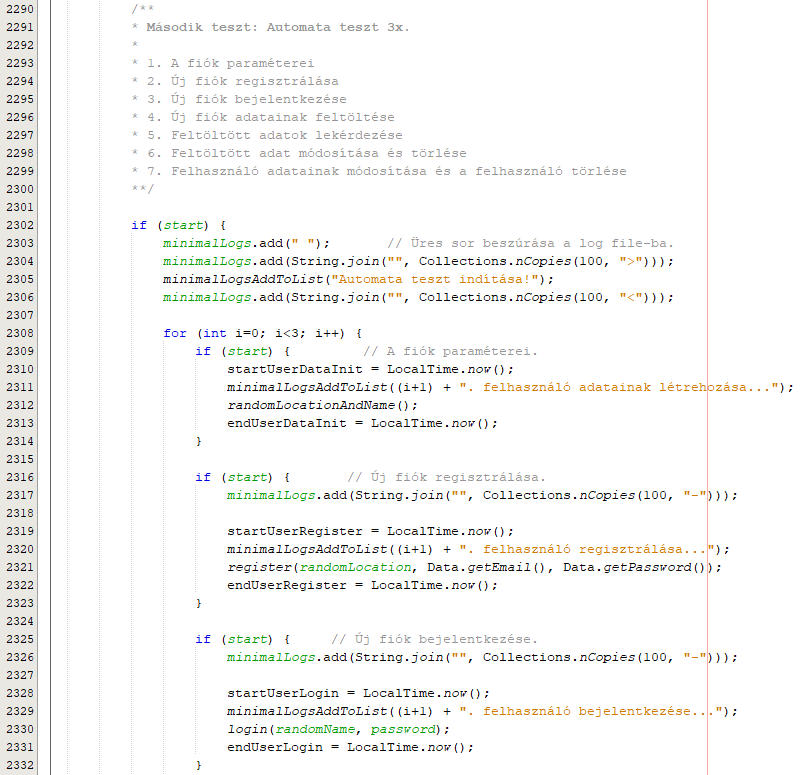 2290 /**
2291 * Második teszt: Automata teszt 3x.
2292 *
2293 * 1. A fiók paraméterei
2294 * 2. Új fiók regisztrálása
2295 * 3. Új fiók bejelentkezése
2296 * 4. Új fiók adatainak feltöltése
2297 * 5. Feltöltött adatok lekérdezése
2298 * 6. Feltöltött adat módosítása és törlése
2299 * 7. Felhasználó adatainak módosítása és a felhasználó törlése
2300 **/
2301
2302 if (start) {
2303 minimalLogs.add(" "); // Üres sor beszúrása a log file-ba.
2304 minimalLogs.add(String.join("", Collections.nCopies(100, ">")));
2305 minimalLogsAddToList("Automata teszt indítása!");
2306 minimalLogs.add(String.join("", Collections.nCopies(100, "<")));
2307
2308 for (int i=0; i<3; i++) {
2309 if (start) { // A fiók paraméterei.
2310 startUserDataInit = LocalTime.now();
2311 minimalLogsAddToList((i+1) + ". felhasználó adatainak létrehozása...");
2312 randomLocationAndName();
2313 endUserDataInit = LocalTime.now();
2314 }
2315
2316 if (start) { // Új fiók regisztrálása.
2317 minimalLogs.add(String.join("", Collections.nCopies(100, "-")));
2318
2319 startUserRegister = LocalTime.now();
2320 minimalLogsAddToList((i+1) + ". felhasználó regisztrálása...");
2321 register(randomLocation, Data.getEmail(), Data.getPassword());
2322 endUserRegister = LocalTime.now();
2323 }
2324
2325 if (start) { // Új fiók bejelentkezése.
2326 minimalLogs.add(String.join("", Collections.nCopies(100, "-")));
2327
2328 startUserLogin = LocalTime.now();
2329 minimalLogsAddToList((i+1) + ". felhasználó bejelentkezése...");
2330 login(randomName, password);
2331 endUserLogin = LocalTime.now();
2332 }